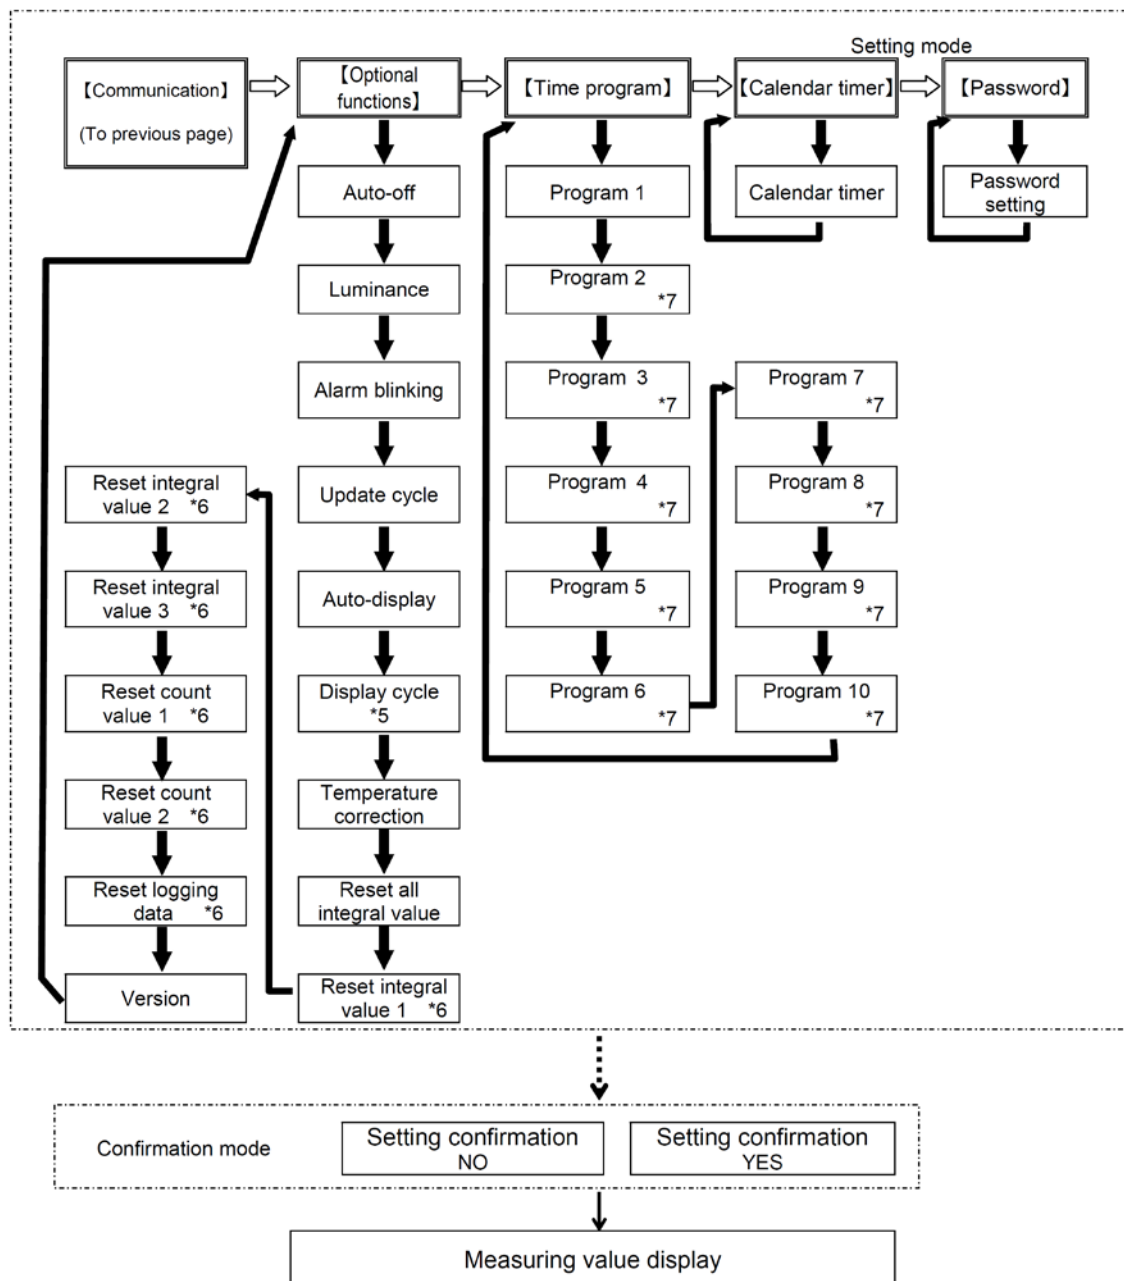 Setting mode
【Communication】
(To previous page)
【Optional
functions】
【Time program】
【Calendar timer】
【Password】
Auto-off
Luminance
Alarm blinking
Update cycle
Auto-display
Display cycle
*5
Temperature
correction
Reset all
integral value
Reset integral
value 1 *6
Reset integral
value 2 *6
Reset integral
value 3 *6
Reset count
value 1 *6
Reset count
value 2 *6
Reset logging
data *6
Version
Program 1
Program 2
*7
Program 3
*7
Program 4
*7
Program 5
*7
Program 6
*7
Program 7
*7
Program 8
*7
Program 9
*7
Program 10
*7
Calendar timer
Password
setting
Confirmation mode
Setting confirmation
NO
Setting confirmation
YES
Measuring value display